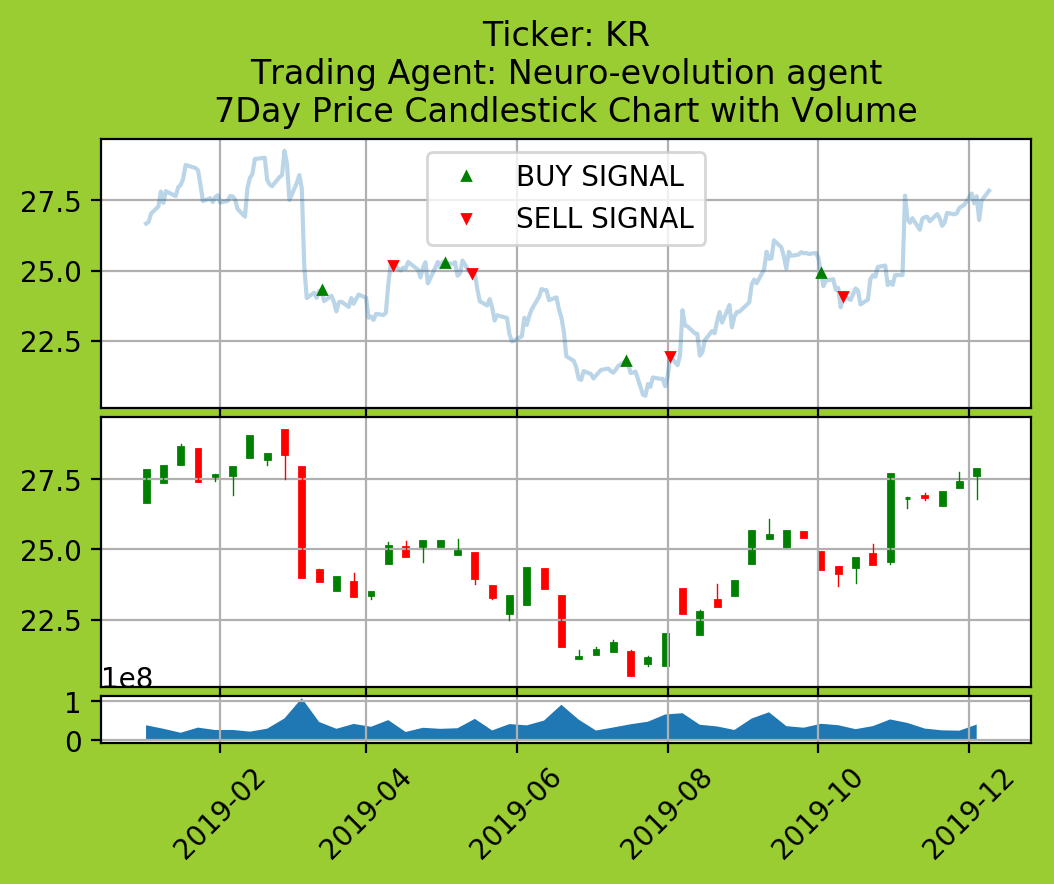 Ticker: KR
Trading Agent: Neuro-evolution agent
7Day Price Candlestick Chart with Volume
BUY SIGNAL
SELL SIGNAL
27.5
25.0
22.5
27.5
25.0
22.5
1e8
1
0
2019-02
2019-04
2019-06
2019-08
2019-10
2019-12